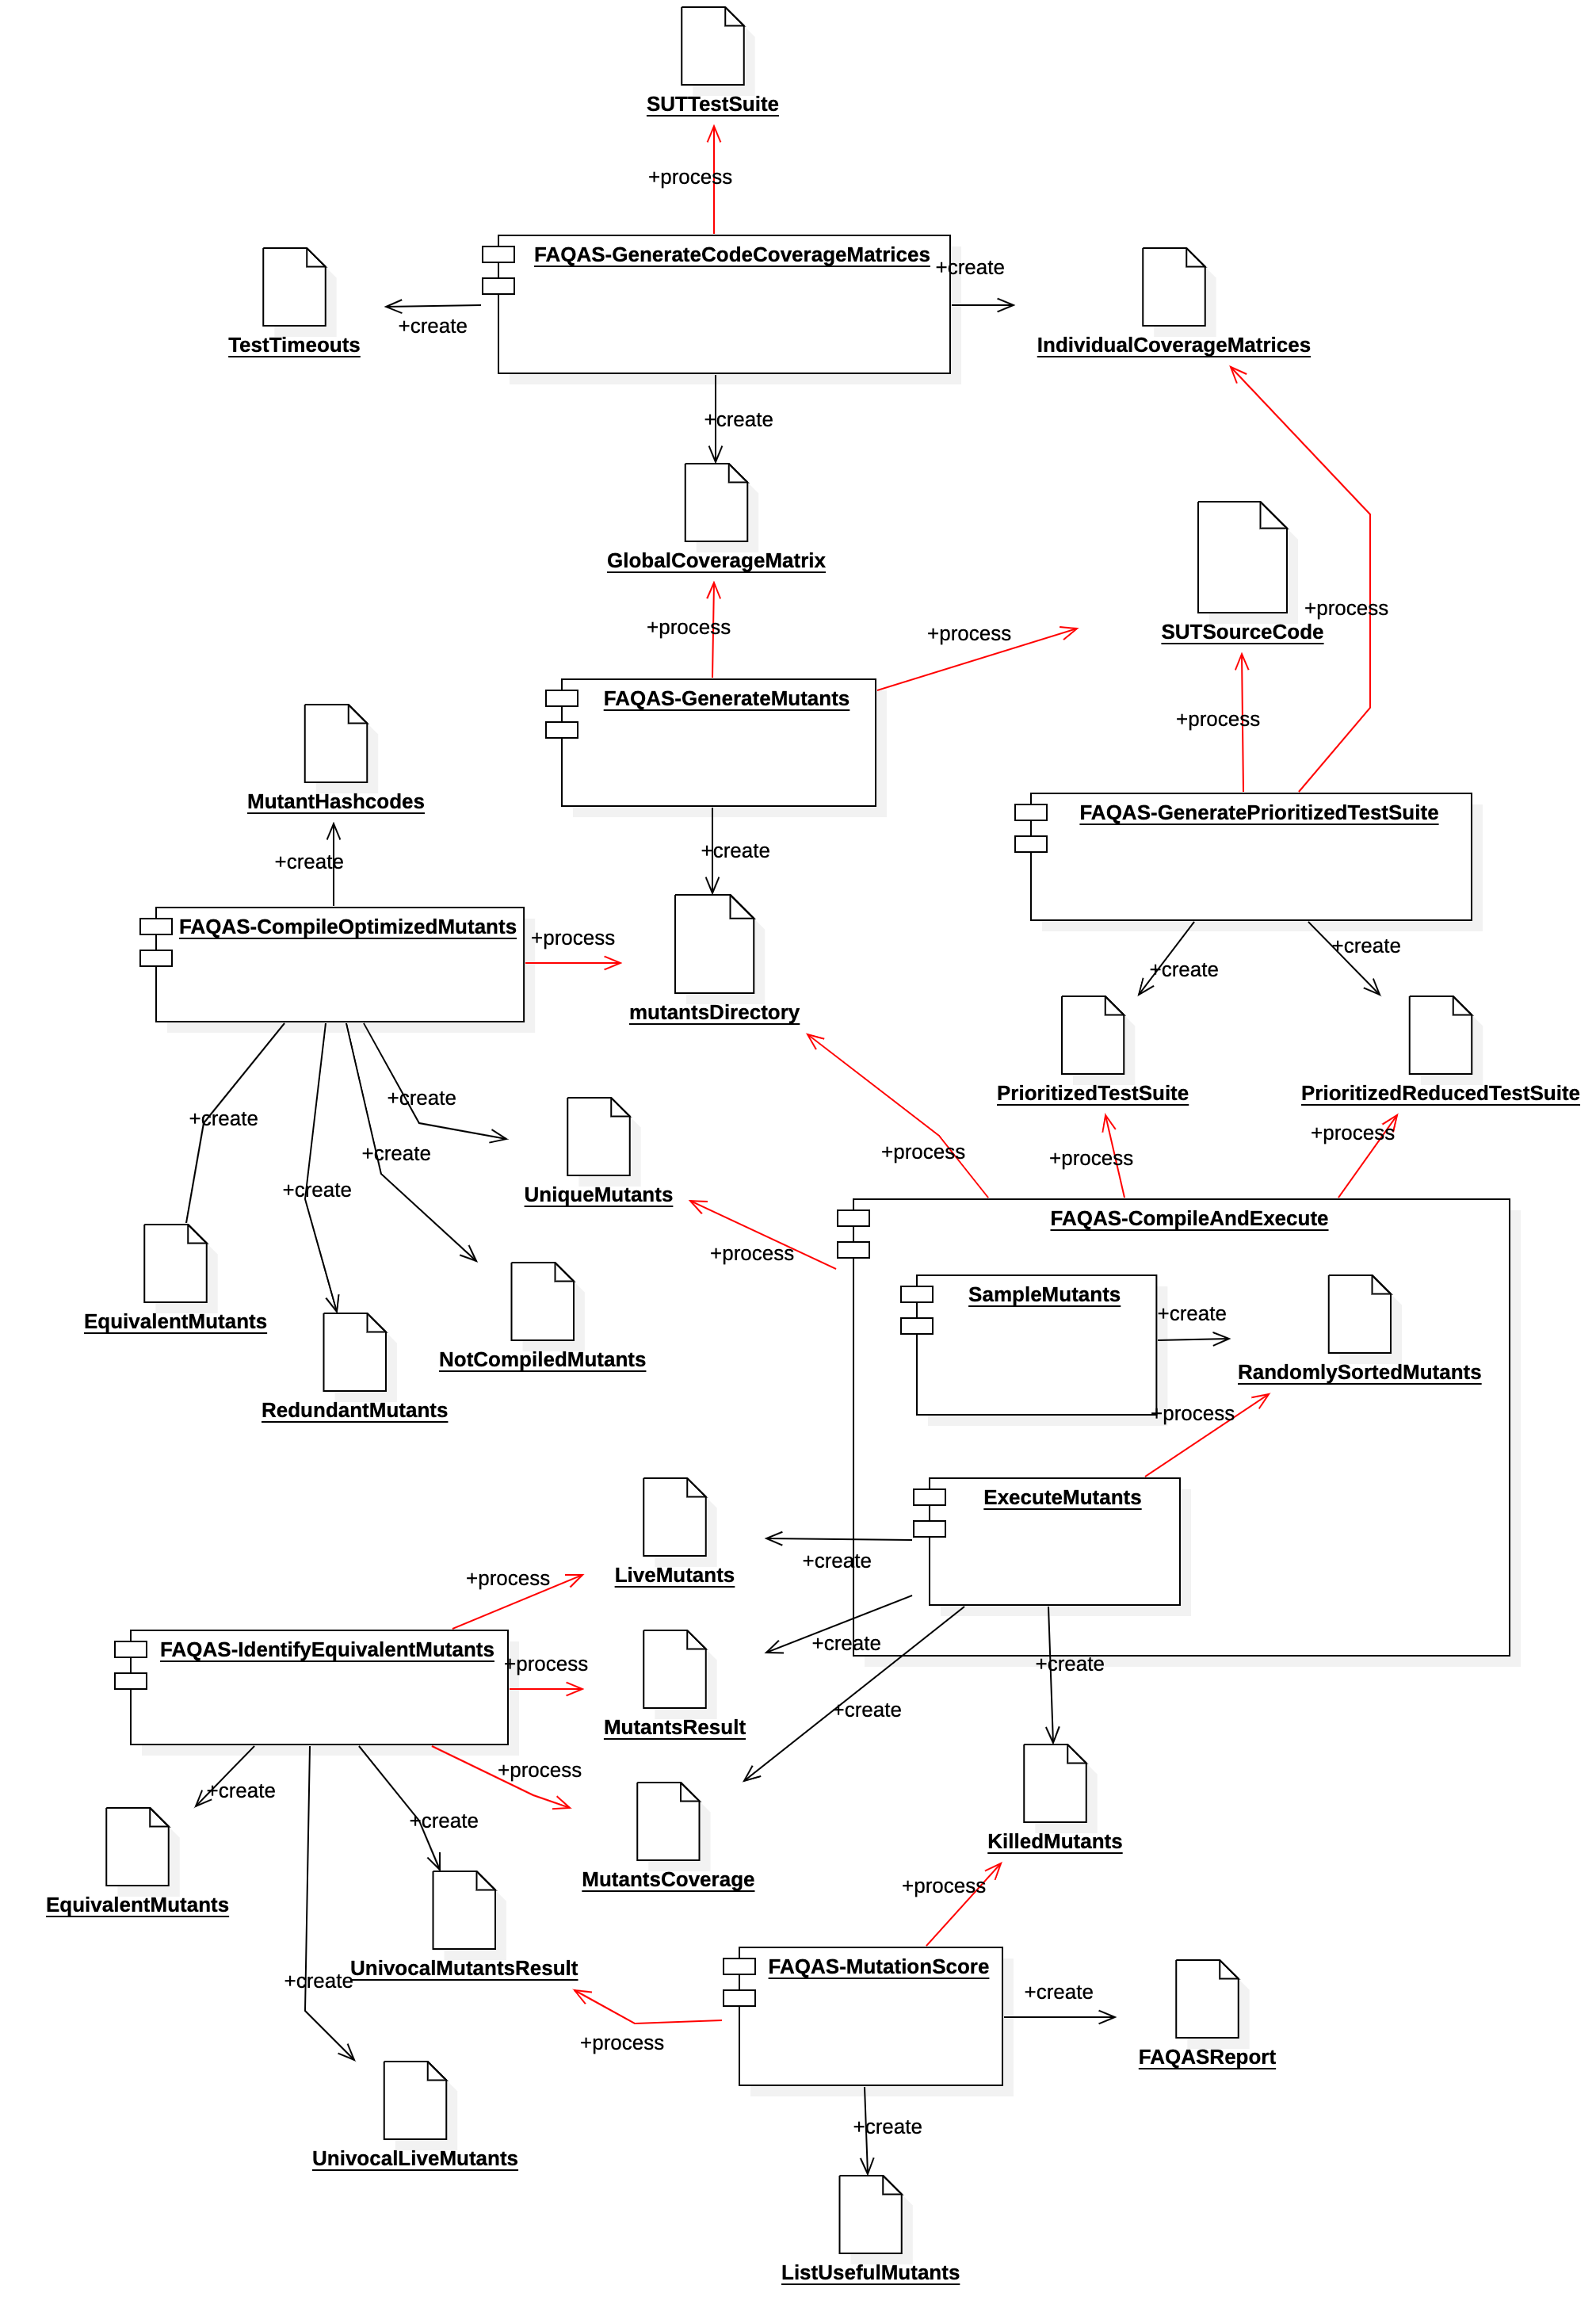 SUTTestSuite
+process
FAQAS-GenerateCodeCoverageMatrices
+create
+create
TestTimeouts
IndividualCoverageMatrices
+create
GlobalCoverageMatrix
+process
+process
+process
SUTSourceCode
FAQAS-GenerateMutants
+process
MutantHashcodes
FAQAS-GeneratePrioritizedTestSuite
+create
+create
FAQAS-CompileOptimizedMutants
+process
+create
+create
mutantsDirectory
PrioritizedTestSuite
PrioritizedReducedTestSuite
+create
+create
+process
+create
+process
+process
+create
UniqueMutants
FAQAS-CompileAndExecute
+process
SampleMutants
+create
EquivalentMutants
NotCompiledMutants
RandomlySortedMutants
RedundantMutants
+process
ExecuteMutants
+create
LiveMutants
+process
FAQAS-IdentifyEquivalentMutants
+create
+process
+create
+create
MutantsResult
+process
+create
+create
KilledMutants
MutantsCoverage
+process
EquivalentMutants
UnivocalMutantsResult
FAQAS-MutationScore
+create
+create
+process
FAQASReport
+create
UnivocalLiveMutants
ListUsefulMutants